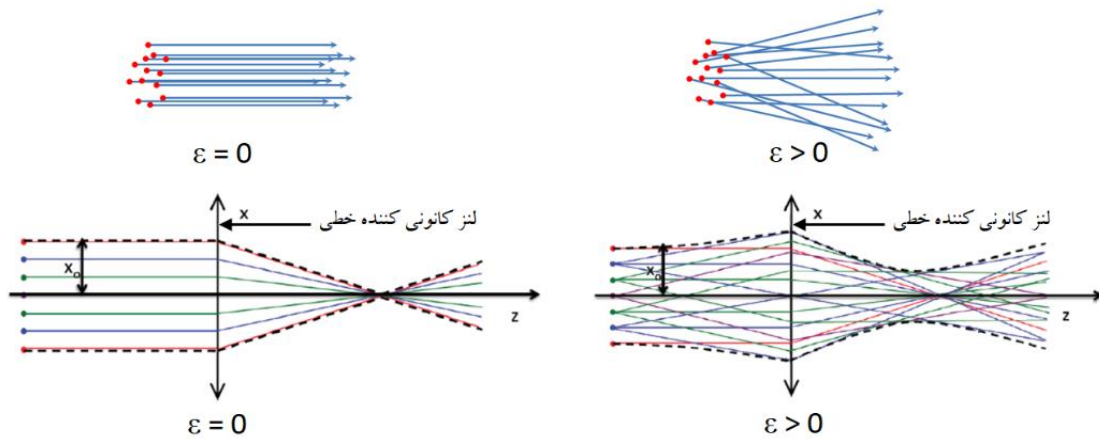 ε = 0
ε > 0
x
لنز کانونی کننده خطی
x₀
z
ε = 0
x
لنز کانونی کننده خطی
x₀
z
ε > 0